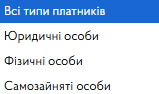 Всі типи платників
Юридичні особи
Фізичні особи
Самозайняті особи